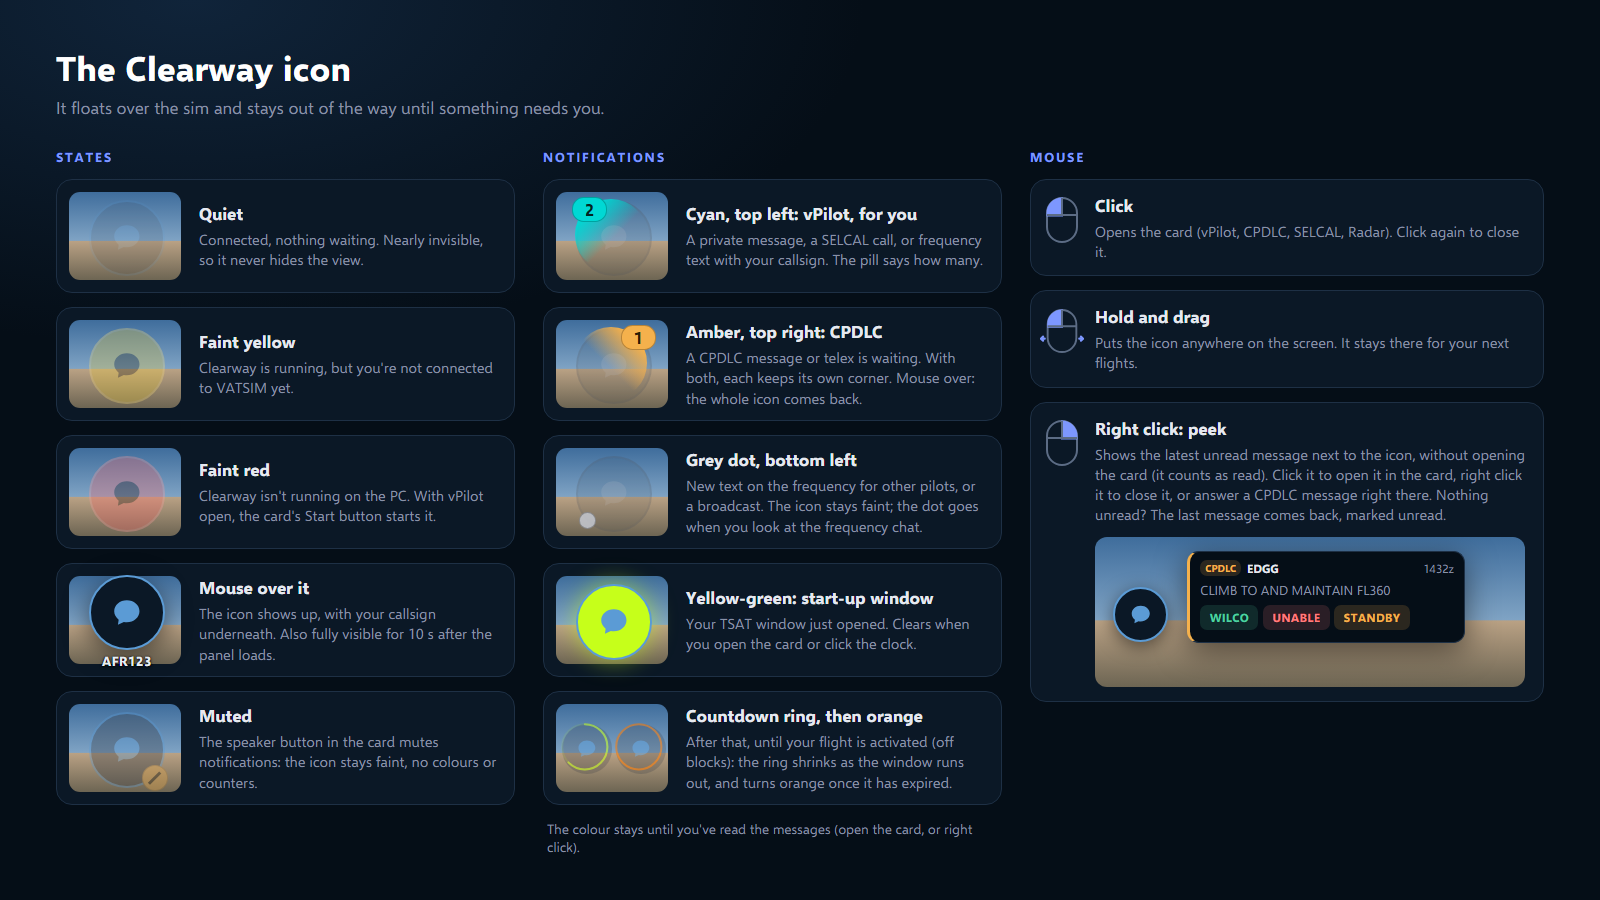 The Clearway icon
It floats over the sim and stays out of the way until something needs you.
STATES
Quiet
Connected, nothing waiting. Nearly invisible,
so it never hides the view.
Faint yellow
Clearway is running, but you're not connected
to VATSIM yet.
Faint red
Clearway isn't running on the PC. With vPilot
open, the card's Start button starts it.
AFR123
Mouse over it
The icon shows up, with your callsign
underneath. Also fully visible for 10 s after the
panel loads.
Muted
The speaker button in the card mutes
notifications: the icon stays faint, no colours or
counters.
NOTIFICATIONS
2
Cyan, top left: vPilot, for you
A private message, a SELCAL call, or frequency
text with your callsign. The pill says how many.
1
Amber, top right: CPDLC
A CPDLC message or telex is waiting. With
both, each keeps its own corner. Mouse over:
the whole icon comes back.
Grey dot, bottom left
New text on the frequency for other pilots, or
a broadcast. The icon stays faint; the dot goes
when you look at the frequency chat.
Yellow-green: start-up window
Your TSAT window just opened. Clears when
you open the card or click the clock.
Countdown ring, then orange
After that, until your flight is activated (off
blocks): the ring shrinks as the window runs
out, and turns orange once it has expired.
The colour stays until you've read the messages (open the card, or right
click).
MOUSE
Click
Opens the card (vPilot, CPDLC, SELCAL, Radar). Click again to close
it.
Hold and drag
Puts the icon anywhere on the screen. It stays there for your next
flights.
Right click: peek
Shows the latest unread message next to the icon, without opening
the card (it counts as read). Click it to open it in the card, right click
it to close it, or answer a CPDLC message right there. Nothing
unread? The last message comes back, marked unread.
CPDLC EDGG 1432z
CLIMB TO AND MAINTAIN FL360
WILCO UNABLE STANDBY